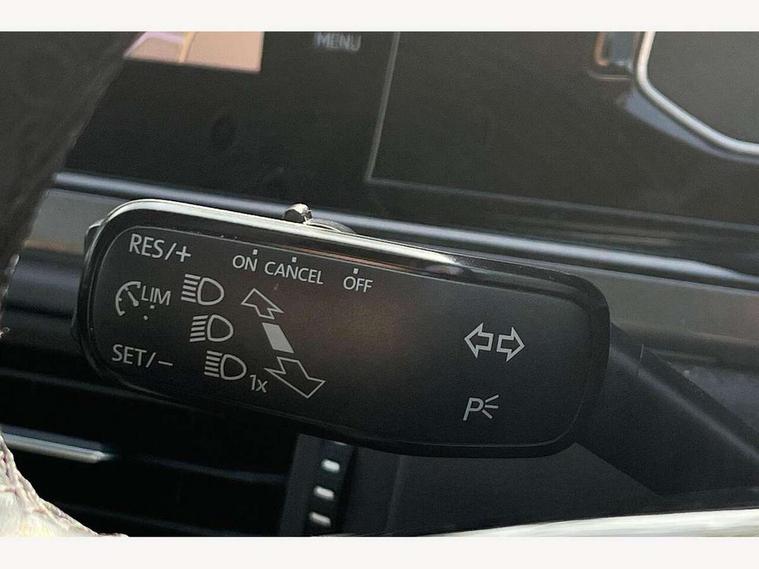 MENU
RES/+
ON CANCEL OFF
LIM
SET/-
1x
P